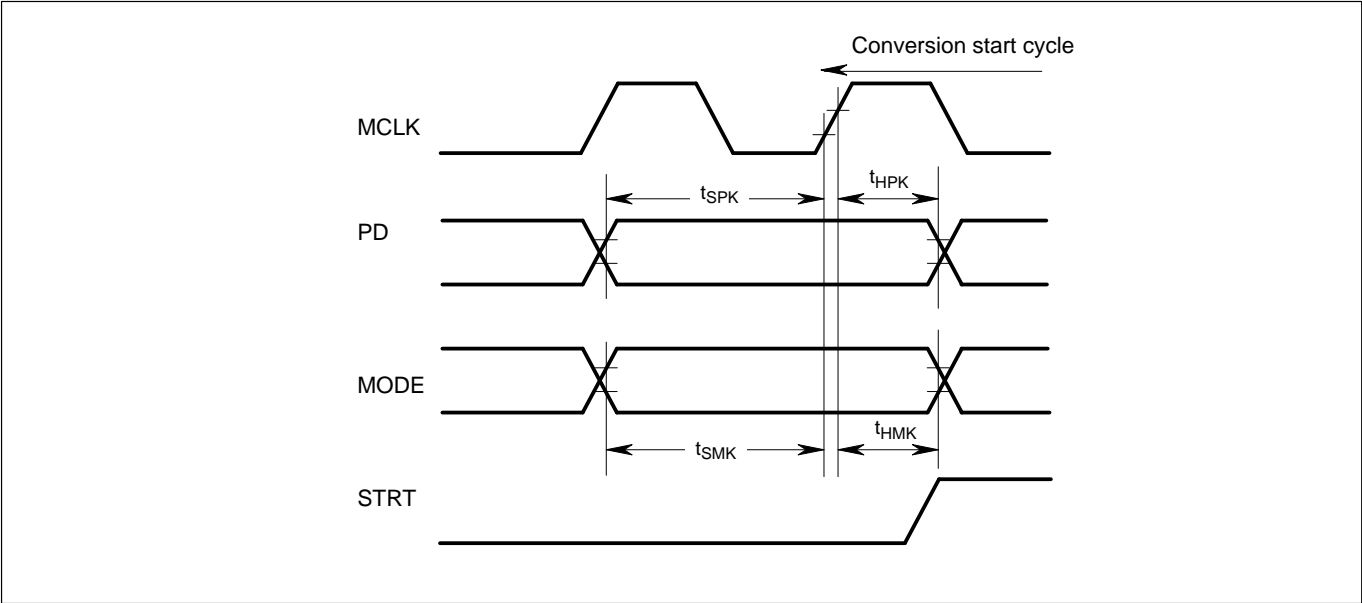 Conversion start cycle
MCLK
tSPK
tHPK
PD
MODE
tSMK
tHMK
STRT